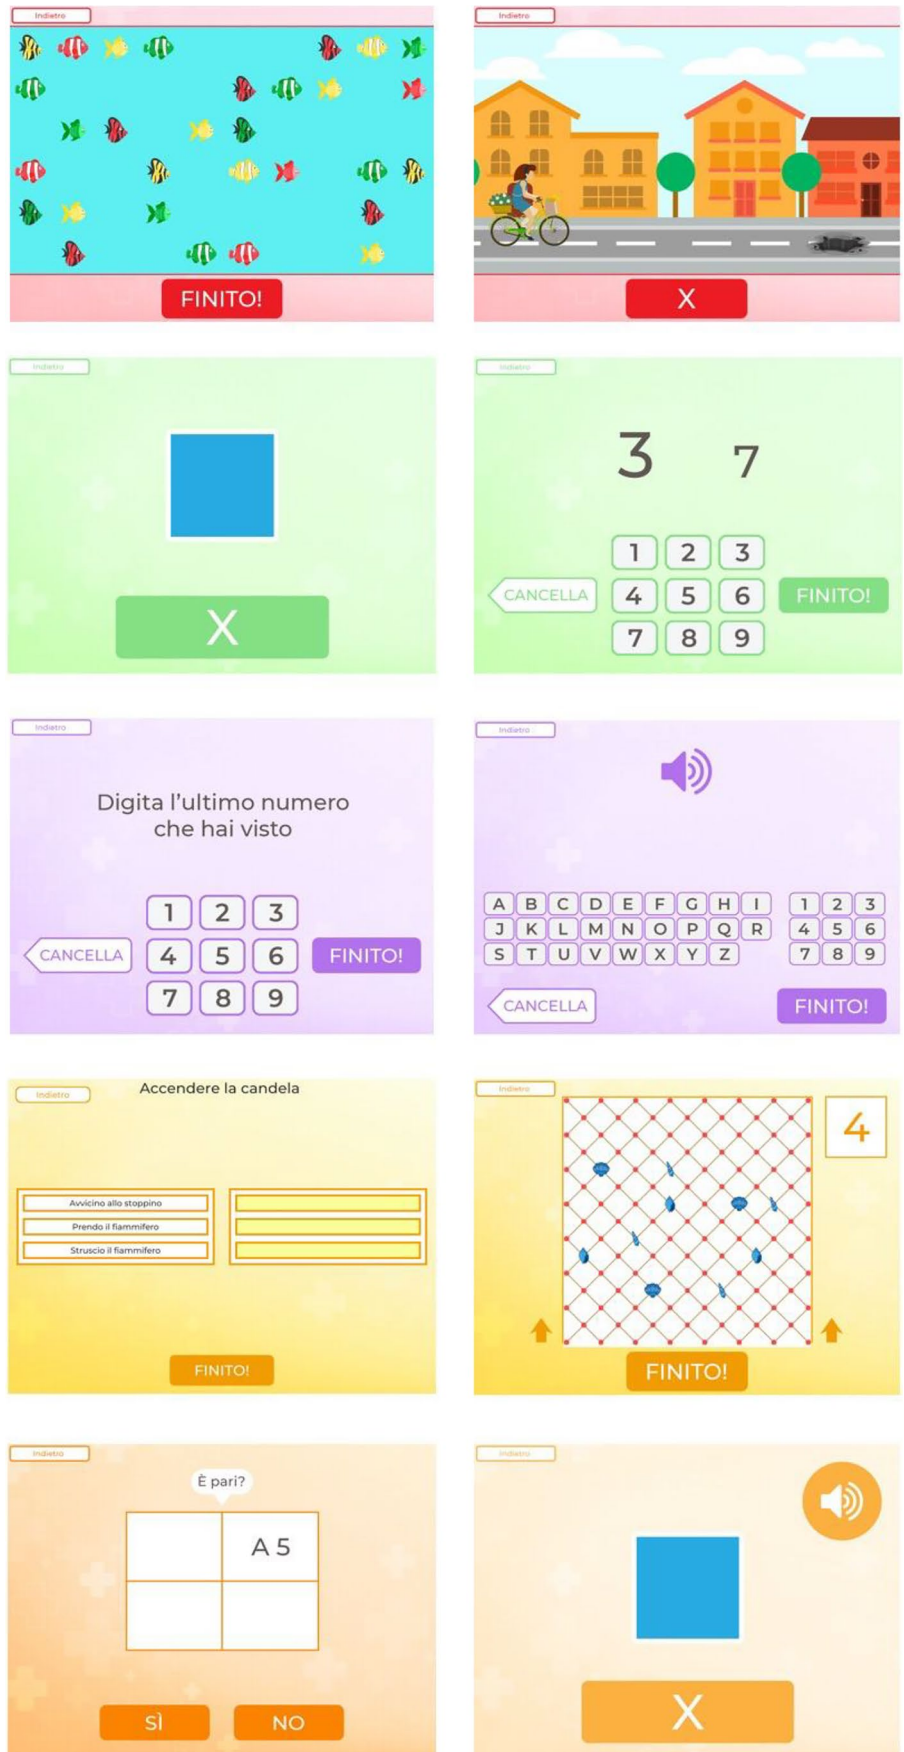 Indietro
FINITO!
Indietro
X
Indietro
X
Indietro
3 7
1 2 3
CANCELLA 4 5 6 FINITO!
7 8 9
Indietro
Digita l'ultimo numero
che hai visto
1 2 3
CANCELLA 4 5 6 FINITO!
7 8 9
Indietro
A B C D E F G H I 1 2 3
J K L M N O P Q R 4 5 6
S T U V W X Y Z 7 8 9
CANCELLA FINITO!
Indietro
Accendere la candela
Avvicino allo stoppino
Prendo il fiammifero
Struscio il fiammifero
FINITO!
Indietro
4
FINITO!
Indietro
È pari?
A 5
SÌ NO
Indietro
X